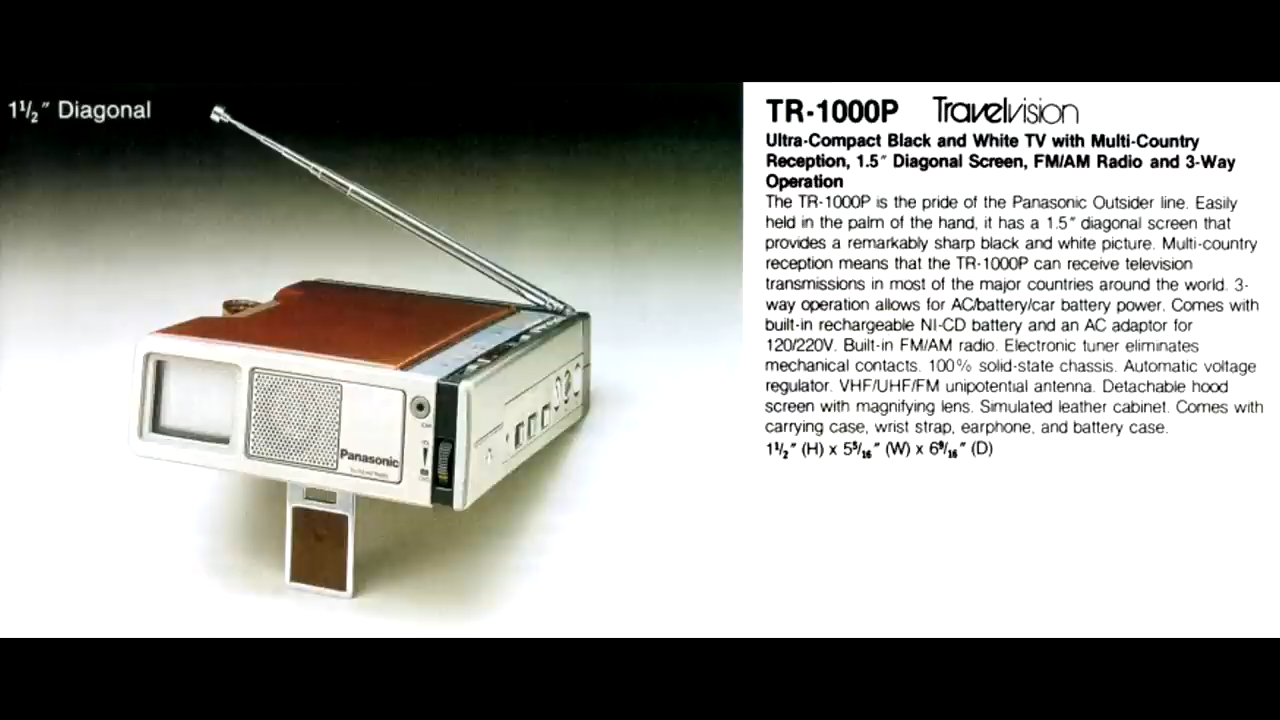 1½" Diagonal
TR-1000P Travelvision
Ultra-Compact Black and White TV with Multi-Country
Reception, 1.5" Diagonal Screen, FM/AM Radio and 3-Way
Operation
The TR-1000P is the pride of the Panasonic Outsider line. Easily
held in the palm of the hand, it has a 1.5" diagonal screen that
provides a remarkably sharp black and white picture. Multi-country
reception means that the TR-1000P can receive television
transmissions in most of the major countries around the world. 3-
way operation allows for AC/battery/car battery power. Comes with
built-in rechargeable NI-CD battery and an AC adaptor for
120/220V. Built-in FM/AM radio. Electronic tuner eliminates
mechanical contacts. 100% solid-state chassis. Automatic voltage
regulator. VHF/UHF/FM unipotential antenna. Detachable hood
screen with magnifying lens. Simulated leather cabinet. Comes with
carrying case, wrist strap, earphone, and battery case.
1½" (H) x 5⁵/₁₆" (W) x 6⁹/₁₆" (D)
Panasonic